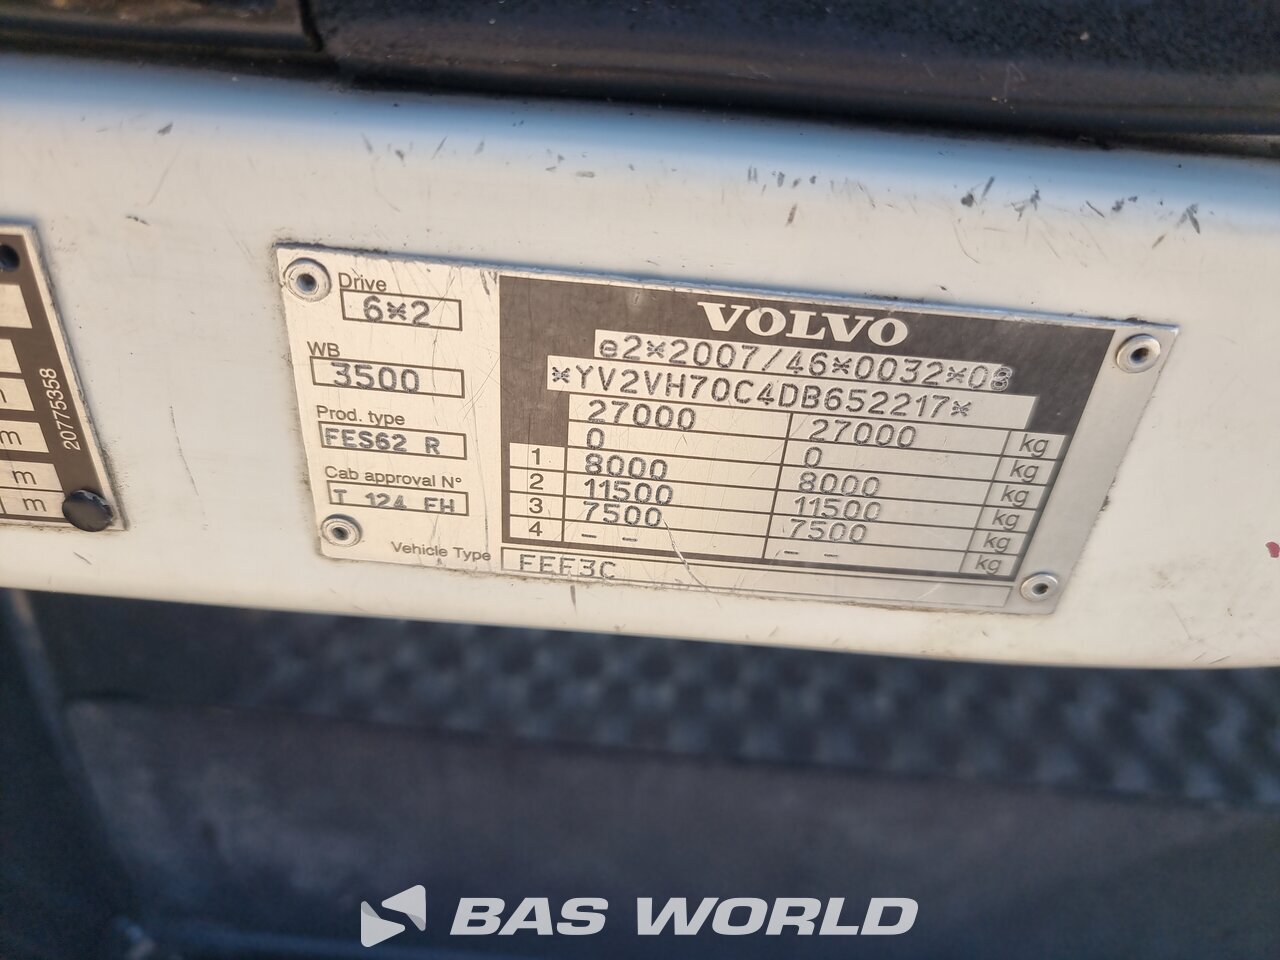 Drive
6*2
WB
3500
Prod. type
FES62 R
Cab approval N°
T 124 FH
Vehicle Type
FEF3C
VOLVO
e2*2007/46*0032*08
*YV2VH70C4DB652217*
27000 27000 kg
0 0 kg
1 8000 8000 kg
2 11500 11500 kg
3 7500 7500 kg
4 - - - - kg
20775358
m
m
m
BAS WORLD